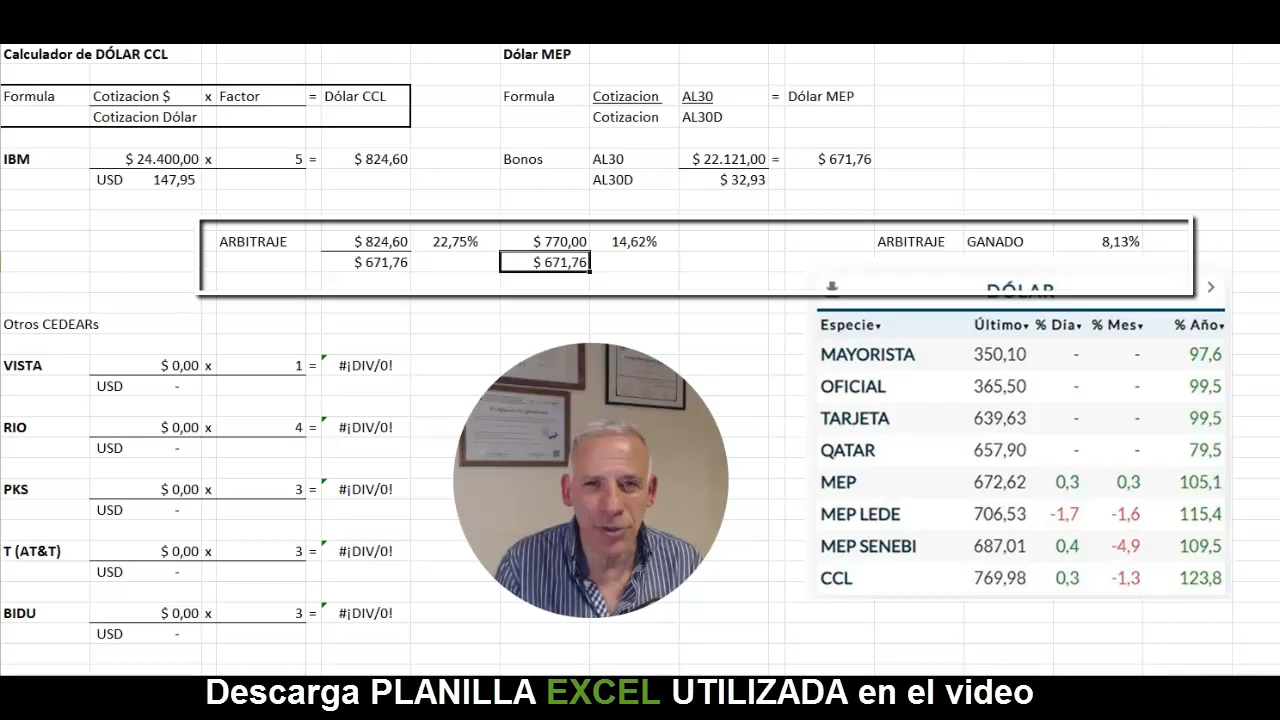 Calculador de DÓLAR CCL Dólar MEP
Formula Cotizacion $ x Factor = Dólar CCL Formula Cotizacion AL30 = Dólar MEP
Cotizacion Dólar Cotizacion AL30D
IBM $ 24.400,00 x 5 = $ 824,60 Bonos AL30 $ 22.121,00 = $ 671,76
USD 147,95 AL30D $ 32,93
ARBITRAJE $ 824,60 22,75% $ 770,00 14,62% ARBITRAJE GANADO 8,13%
$ 671,76 $ 671,76
DÓLAR
Otros CEDEARs
VISTA $ 0,00 x 1 = #¡DIV/0!
USD -
RIO $ 0,00 x 4 = #¡DIV/0!
USD -
PKS $ 0,00 x 3 = #¡DIV/0!
USD -
T (AT&T) $ 0,00 x 3 = #¡DIV/0!
USD -
BIDU $ 0,00 x 3 = #¡DIV/0!
USD -
Especie Último % Dia % Mes % Año
MAYORISTA 350,10 - - 97,6
OFICIAL 365,50 - - 99,5
TARJETA 639,63 - - 99,5
QATAR 657,90 - - 79,5
MEP 672,62 0,3 0,3 105,1
MEP LEDE 706,53 -1,7 -1,6 115,4
MEP SENEBI 687,01 0,4 -4,9 109,5
CCL 769,98 0,3 -1,3 123,8
Descarga PLANILLA EXCEL UTILIZADA en el video